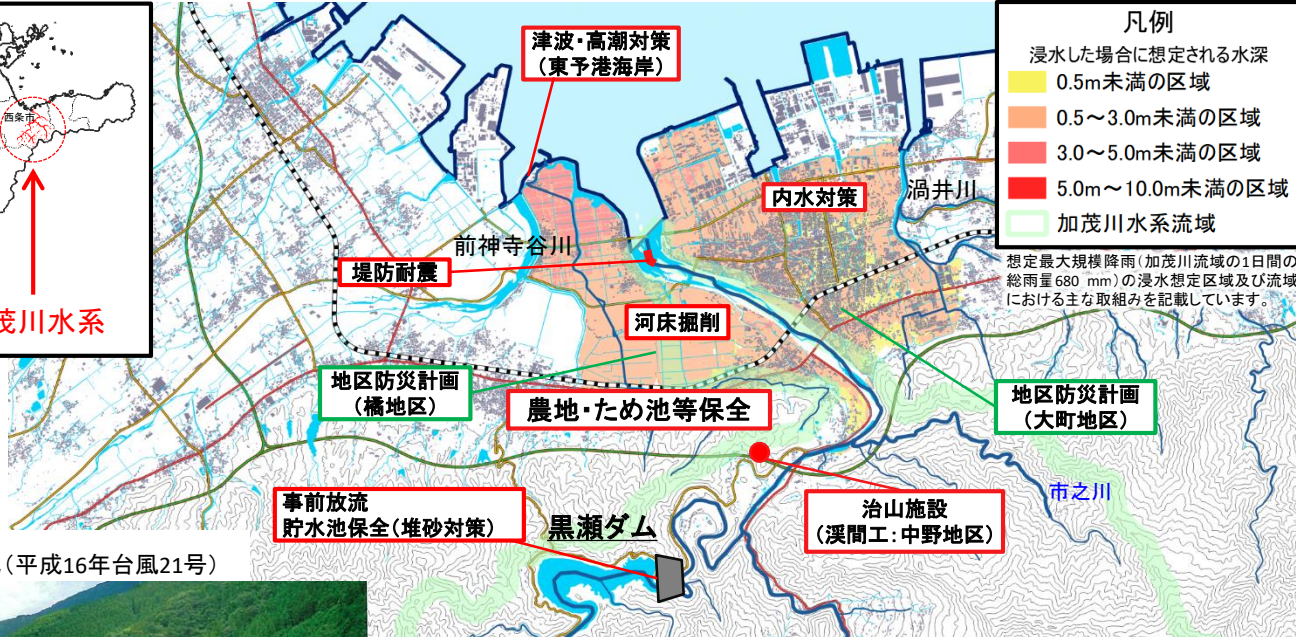 西条市
茂川水系
津波・高潮対策
(東予港海岸)
凡例
浸水した場合に想定される水深
0.5m未満の区域
0.5～3.0m未満の区域
3.0～5.0m未満の区域
5.0m～10.0m未満の区域
加茂川水系流域
想定最大規模降雨(加茂川流域の1日間の
総雨量680 mm)の浸水想定区域及び流域
における主な取組みを記載しています。
内水対策
渦井川
前神寺谷川
堤防耐震
河床掘削
地区防災計画
(橘地区)
農地・ため池等保全
地区防災計画
(大町地区)
事前放流
貯水池保全(堆砂対策)
黒瀬ダム
治山施設
(渓間工:中野地区)
市之川
(平成16年台風21号)